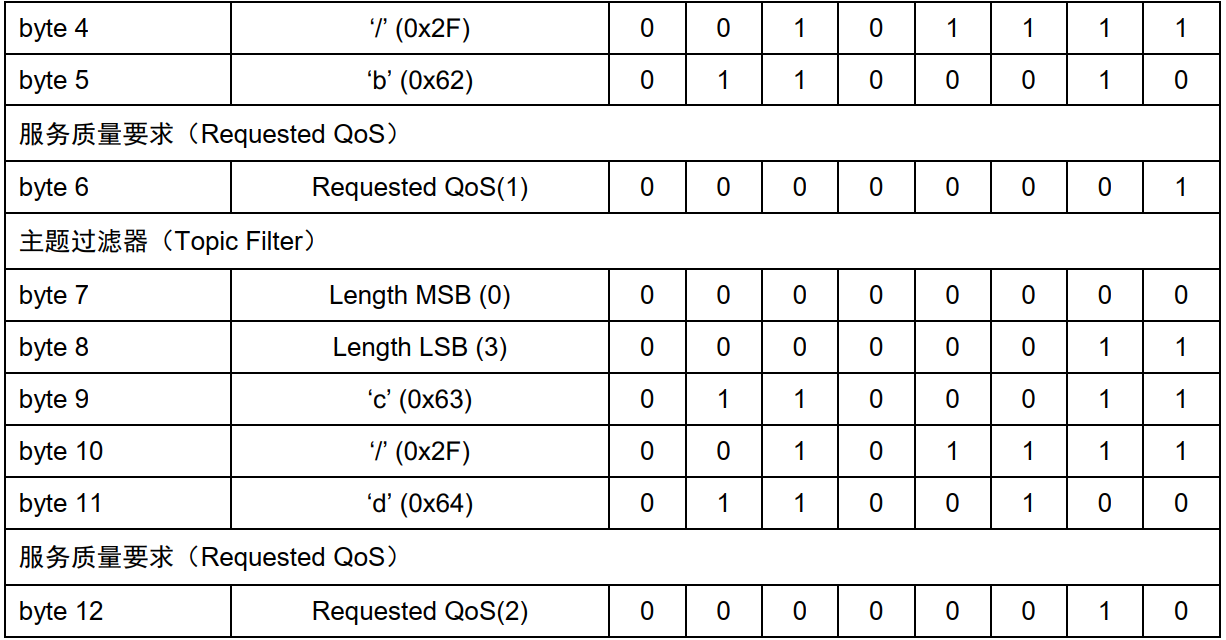 byte 4 ‘/’ (0x2F) 0 0 1 0 1 1 1 1
byte 5 ‘b’ (0x62) 0 1 1 0 0 0 1 0
服务质量要求（Requested QoS）
byte 6 Requested QoS(1) 0 0 0 0 0 0 0 1
主题过滤器（Topic Filter）
byte 7 Length MSB (0) 0 0 0 0 0 0 0 0
byte 8 Length LSB (3) 0 0 0 0 0 0 1 1
byte 9 ‘c’ (0x63) 0 1 1 0 0 0 1 1
byte 10 ‘/’ (0x2F) 0 0 1 0 1 1 1 1
byte 11 ‘d’ (0x64) 0 1 1 0 0 1 0 0
服务质量要求（Requested QoS）
byte 12 Requested QoS(2) 0 0 0 0 0 0 1 0